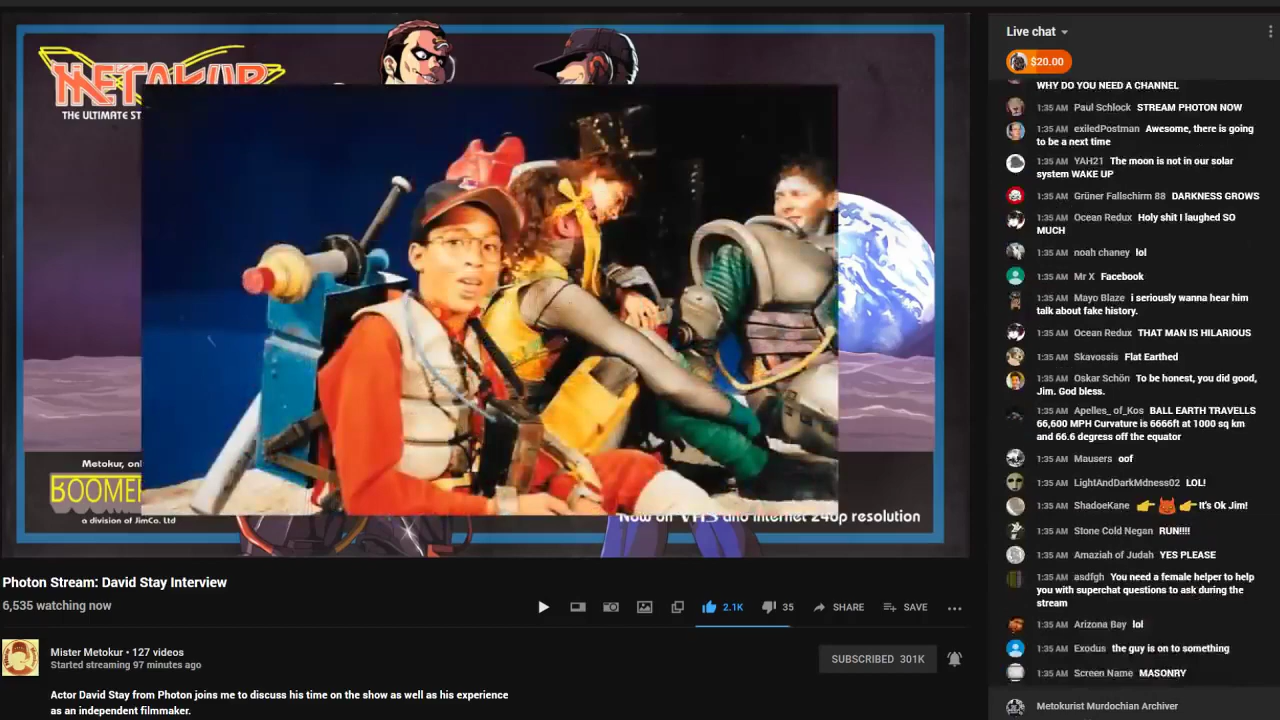 METAKUR
THE ULTIMATE ST
Metokur, onl
BOOME
a division of JimCo. Ltd
Now on VHS and internet 240p resolution
Photon Stream: David Stay Interview
6,535 watching now
2.1K
35
SHARE
SAVE
Mister Metokur • 127 videos
Started streaming 97 minutes ago
SUBSCRIBED 301K
Actor David Stay from Photon joins me to discuss his time on the show as well as his experience
as an independent filmmaker.
Live chat
$20.00
WHY DO YOU NEED A CHANNEL
1:35 AM Paul Schlock STREAM PHOTON NOW
1:35 AM exiledPostman Awesome, there is going
to be a next time
1:35 AM YAH21 The moon is not in our solar
system WAKE UP
1:35 AM Grüner Fallschirm 88 DARKNESS GROWS
1:35 AM Ocean Redux Holy shit I laughed SO
MUCH
1:35 AM noah chaney lol
1:35 AM Mr X Facebook
1:35 AM Mayo Blaze i seriously wanna hear him
talk about fake history.
1:35 AM Ocean Redux THAT MAN IS HILARIOUS
1:35 AM Skavossis Flat Earthed
1:35 AM Oskar Schön To be honest, you did good,
Jim. God bless.
1:35 AM Apelles_ of_Kos BALL EARTH TRAVELLS
66,600 MPH Curvature is 6666ft at 1000 sq km
and 66.6 degrees off the equator
1:35 AM Mausers oof
1:35 AM LightAndDarkMdness02 LOL!
1:35 AM ShadoeKane 👉 👹 👉 It's Ok Jim!
1:35 AM Stone Cold Negan RUN!!!!
1:35 AM Amaziah of Judah YES PLEASE
1:35 AM asdfgh You need a female helper to help
you with superchat questions to ask during the
stream
1:35 AM Arizona Bay lol
1:35 AM Exodus the guy is on to something
1:35 AM Screen Name MASONRY
Metokurist Murdochian Archiver